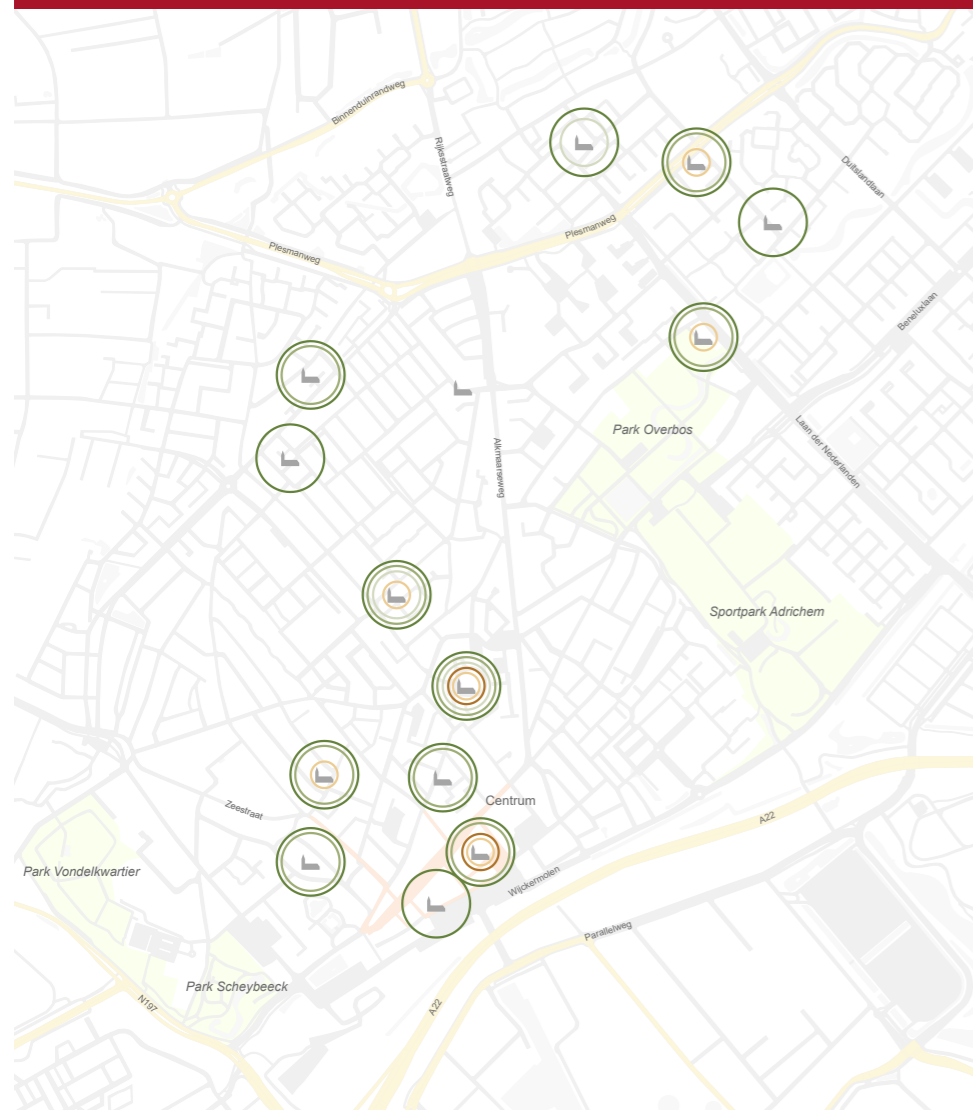 Binnenduinrandweg
Rijksstraatweg
Duitslandlaan
Plesmanweg
Plesmanweg
Beneluxlaan
Park Overbos
Laan der Nederlanden
Alkmaarseweg
Sportpark Adrichem
Centrum
Zeestraat
A22
Park Vondelkwartier
Wijckermolen
Parallelweg
Park Scheybeeck
N197
A22